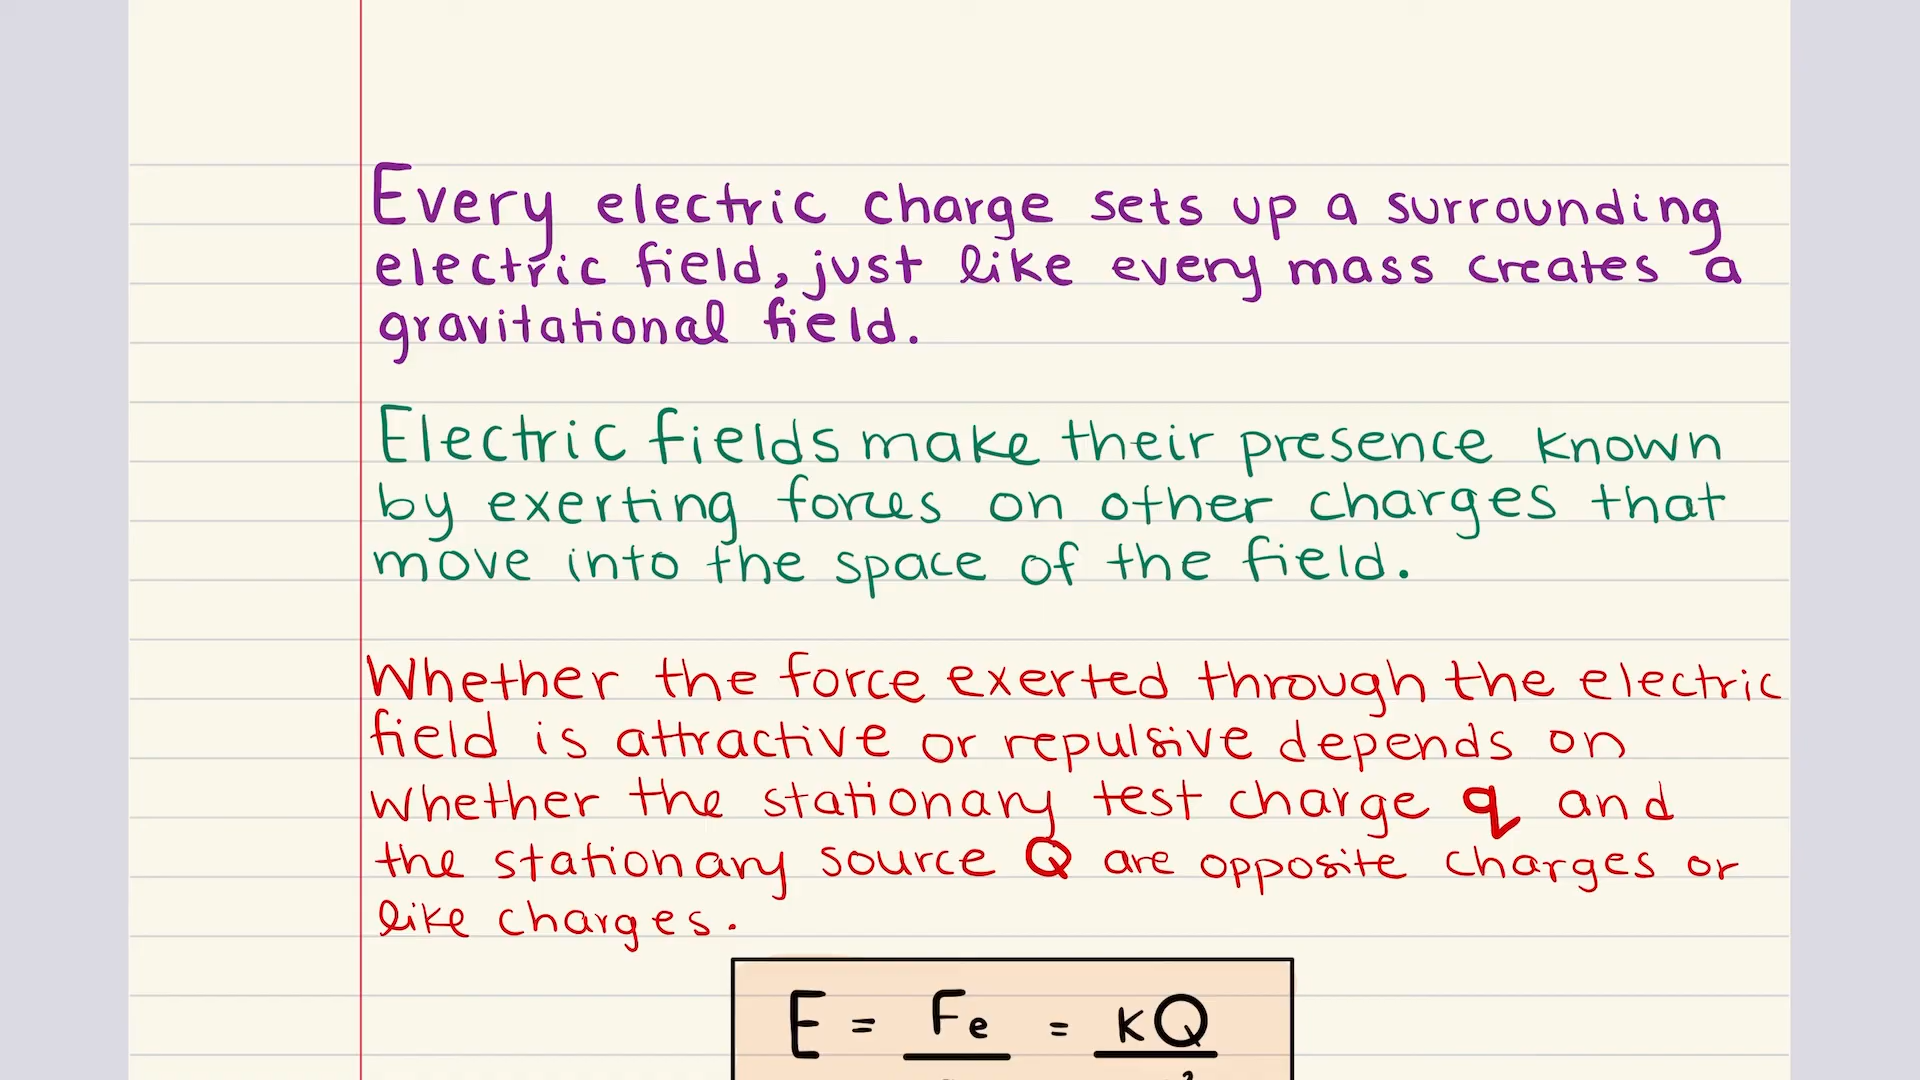 Every electric charge sets up a surrounding
electric field, just like every mass creates a
gravitational field.
Electric fields make their presence known
by exerting forces on other charges that
move into the space of the field.
Whether the force exerted through the electric
field is attractive or repulsive depends on
whether the stationary test charge q and
the stationary source Q are opposite charges or
like charges.
E = Fe = kQ